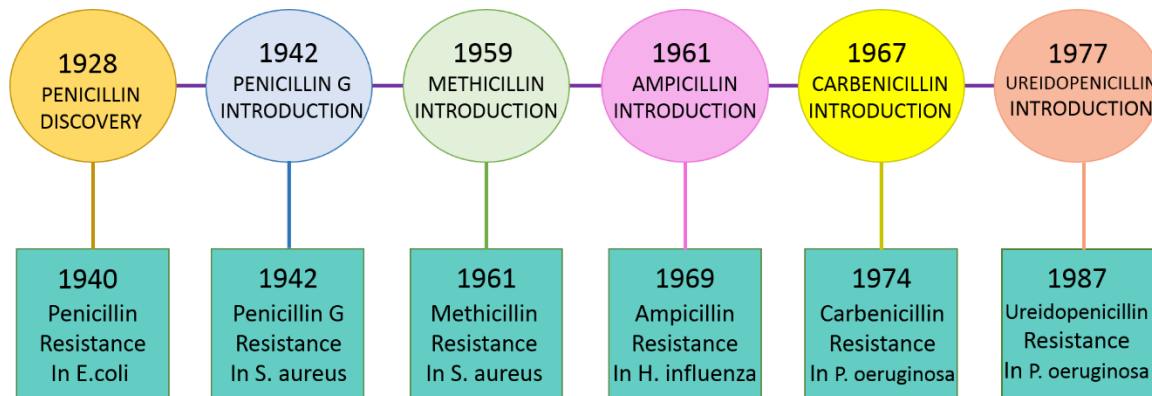 1928
PENICILLIN
DISCOVERY
1942
PENICILLIN G
INTRODUCTION
1959
METHICILLIN
INTRODUCTION
1961
AMPICILLIN
INTRODUCTION
1967
CARBENICILLIN
INTRODUCTION
1977
UREIDOPENICILLIN
INTRODUCTION
1940
Penicillin
Resistance
In E.coli
1942
Penicillin G
Resistance
In S. aureus
1961
Methicillin
Resistance
In S. aureus
1969
Ampicillin
Resistance
In H. influenza
1974
Carbenicillin
Resistance
In P. oeruginosa
1987
Ureidopenicillin
Resistance
In P. oeruginosa